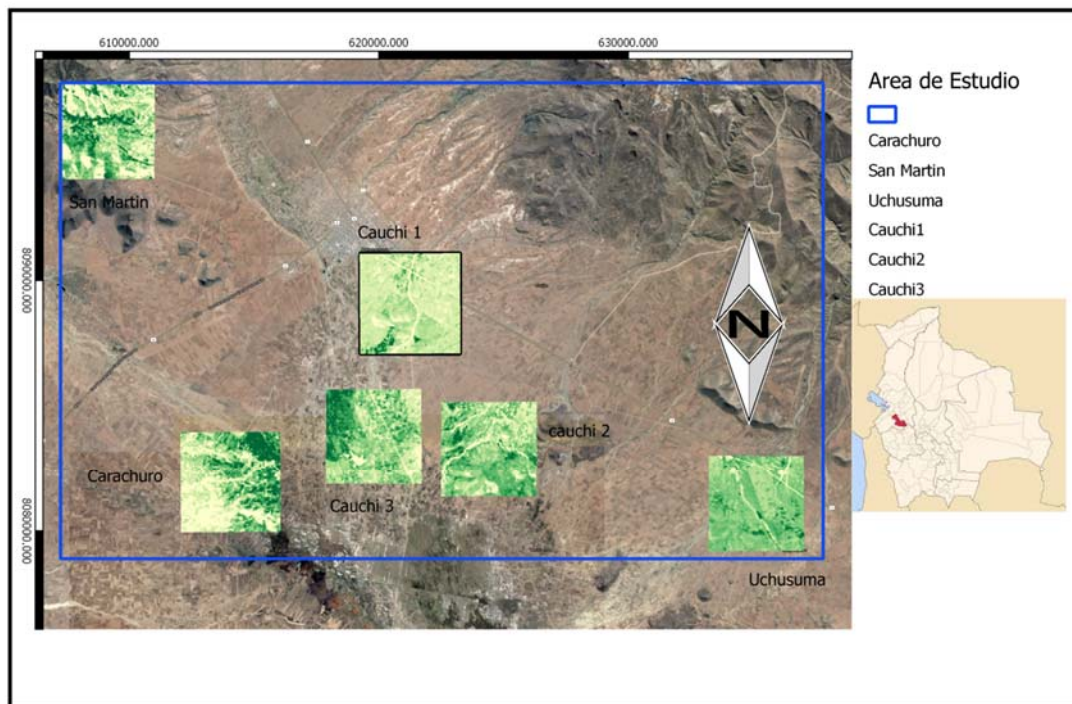 610000.000
620000.000
630000.000
Area de Estudio
Carachuro
San Martin
Uchusuma
Cauchi1
Cauchi2
Cauchi3
San Martin
Cauchi 1
8090000.000
N
cauchi 2
Carachuro
Cauchi 3
8080000.000
Uchusuma